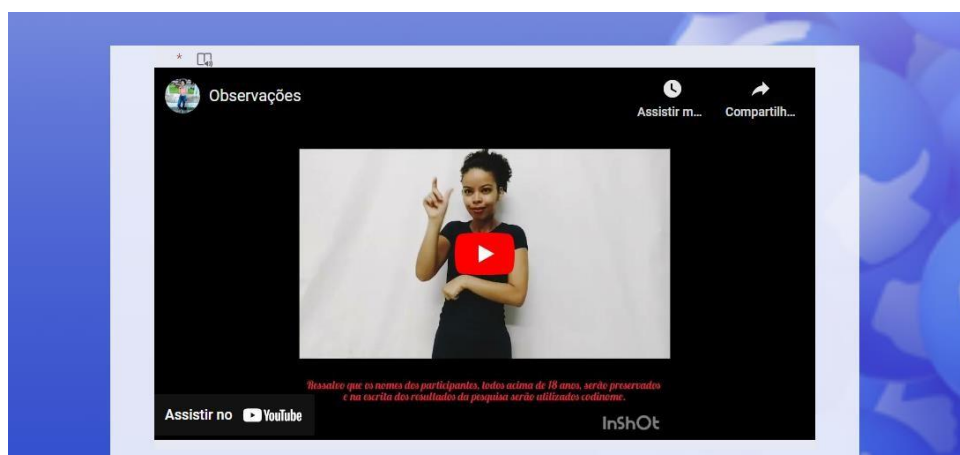 *
Observações
Assistir m...
Compartilh...
Ressalvo que os nomes dos participantes, todos acima de 18 anos, serão preservados
e na escrita dos resultados da pesquisa serão utilizados codinome.
Assistir no YouTube
InShOt